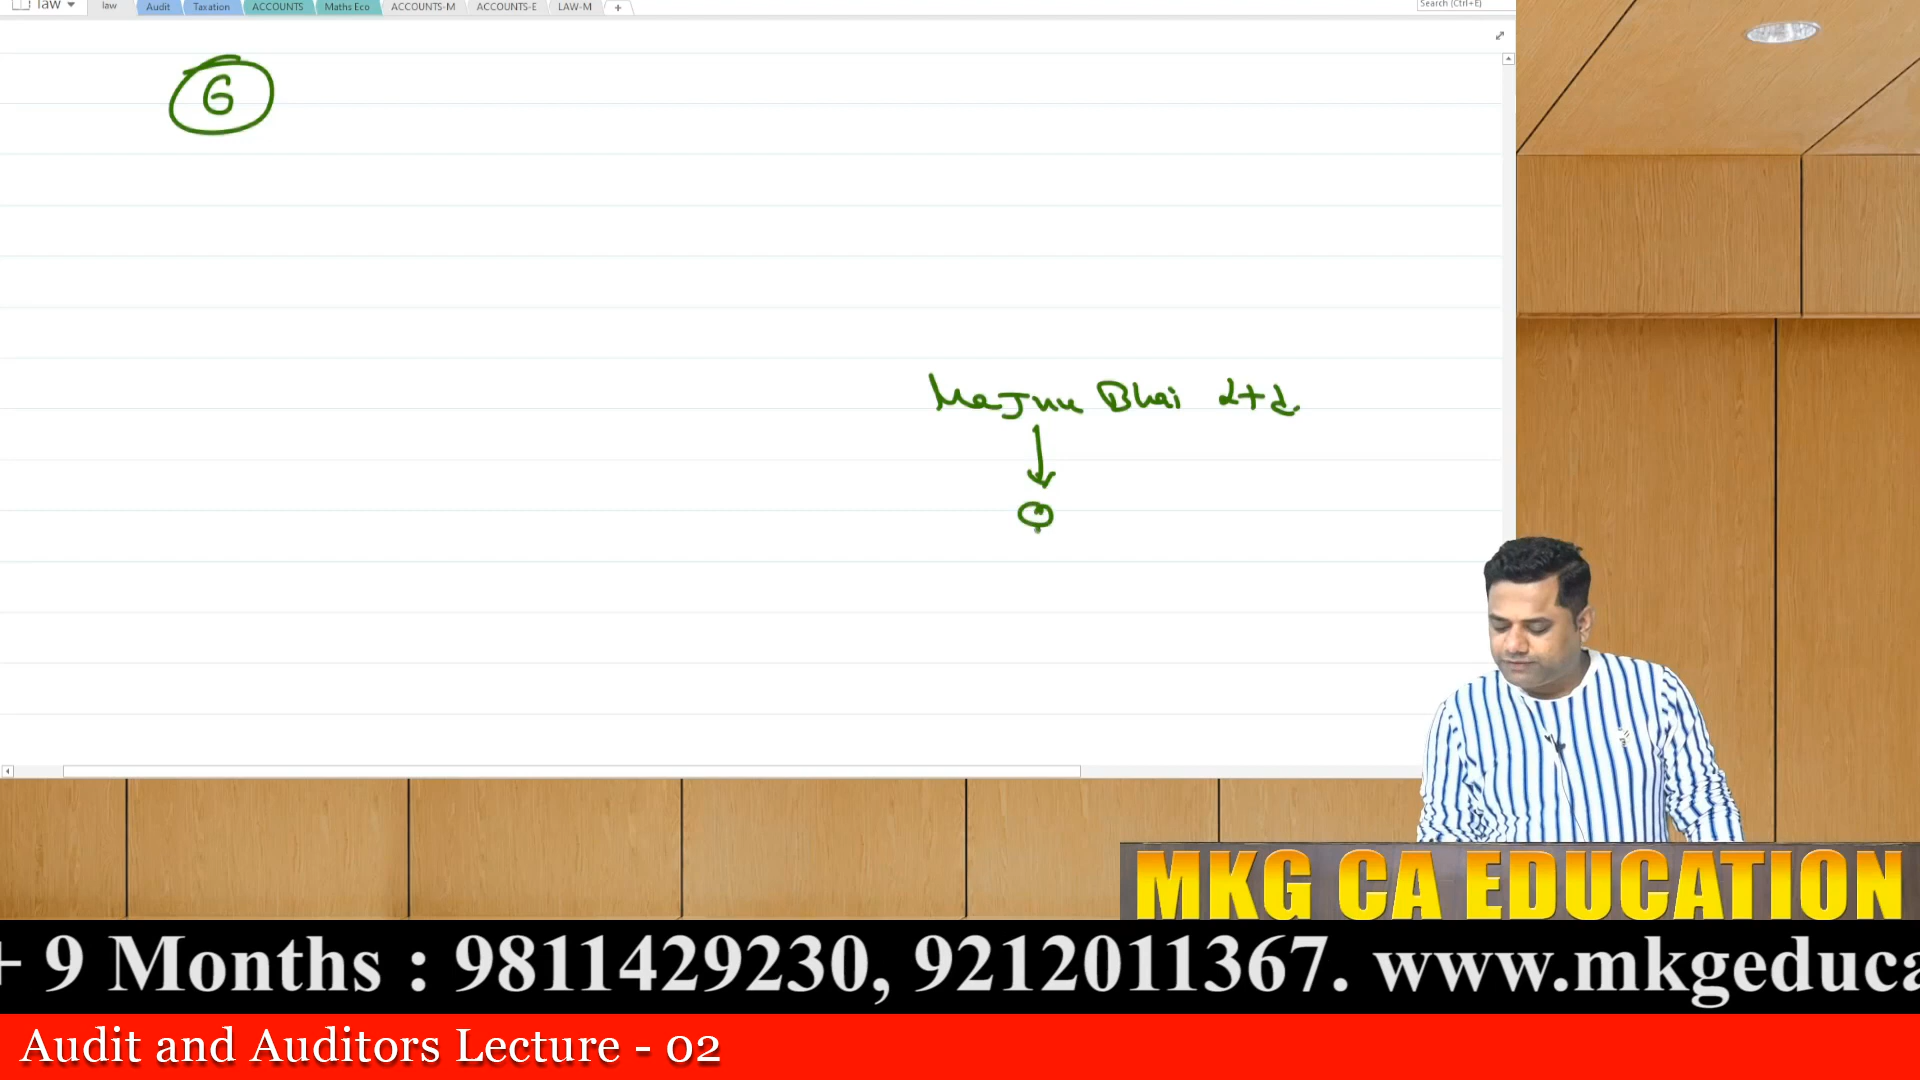 law
law Audit Taxation ACCOUNTS Maths Eco ACCOUNTS-M ACCOUNTS-E LAW-M +
Search (Ctrl+E)
6
Majnu Bhai Ltd.
MKG CA EDUCATION
+ 9 Months : 9811429230, 9212011367. www.mkgeduca
Audit and Auditors Lecture - 02